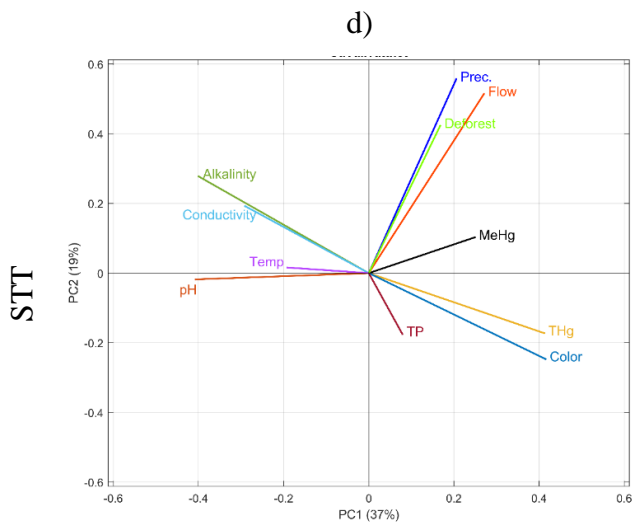 d)
0.6
Prec.
Flow
0.4
Deforest
Alkalinity
0.2
Conductivity
MeHg
Temp
0
pH
THg
TP
-0.2
Color
-0.4
-0.6
-0.6 -0.4 -0.2 0 0.2 0.4 0.6
PC1 (37%)
PC2 (19%)
STT